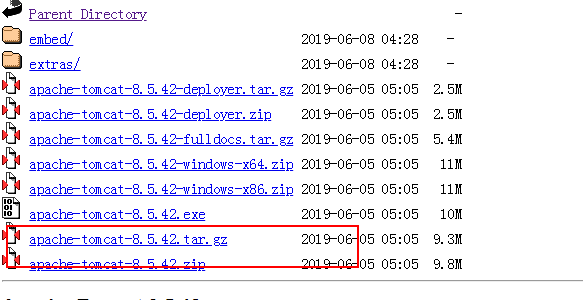 Parent Directory -
embed/ 2019-06-08 04:28 -
extras/ 2019-06-08 04:28 -
apache-tomcat-8.5.42-deployer.tar.gz 2019-06-05 05:05 2.5M
apache-tomcat-8.5.42-deployer.zip 2019-06-05 05:05 2.5M
apache-tomcat-8.5.42-fulldocs.tar.gz 2019-06-05 05:05 5.4M
apache-tomcat-8.5.42-windows-x64.zip 2019-06-05 05:05 11M
apache-tomcat-8.5.42-windows-x86.zip 2019-06-05 05:05 11M
apache-tomcat-8.5.42.exe 2019-06-05 05:05 10M
apache-tomcat-8.5.42.tar.gz 2019-06-05 05:05 9.3M
apache-tomcat-8.5.42.zip 2019-06-05 05:05 9.8M